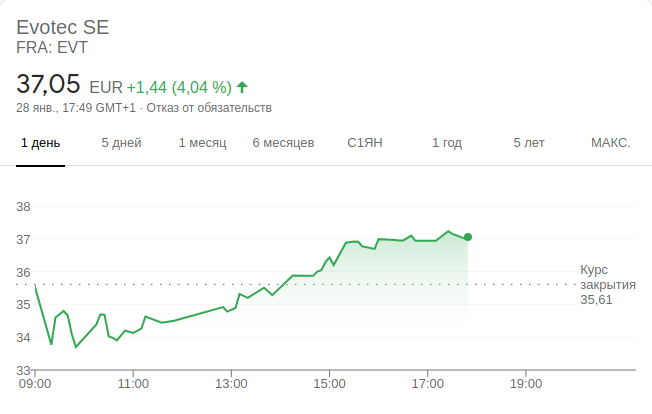 Evotec SE
FRA: EVT
37,05 EUR +1,44 (4,04 %)
28 янв., 17:49 GMT+1 · Отказ от обязательств
1 день 5 дней 1 месяц 6 месяцев С1ЯН 1 год 5 лет МАКС.
38
37
36
Курс
закрытия
35,61
35
34
33
09:00 11:00 13:00 15:00 17:00 19:00